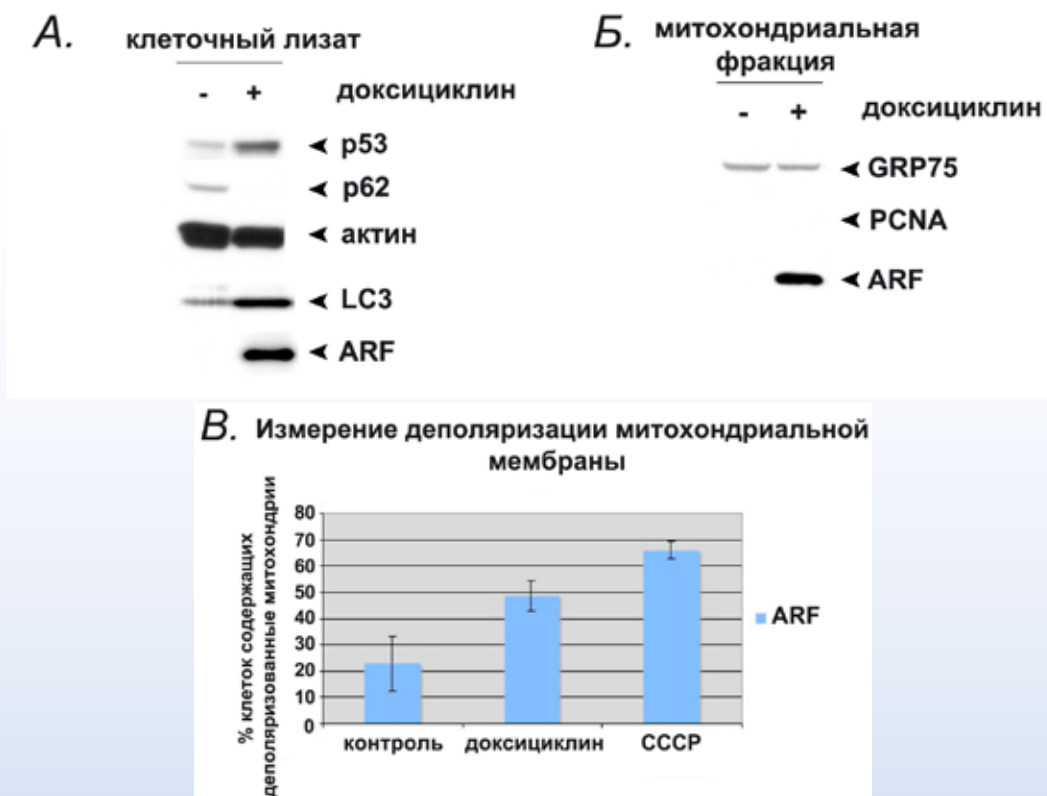 А.
клеточный лизат
- + доксициклин
p53
p62
актин
LC3
ARF
Б.
митохондриальная
фракция
- + доксициклин
GRP75
PCNA
ARF
В.
Измерение деполяризации митохондриальной
мембраны
% клеток содержащих
деполяризованные митохондрии
80
70
60
50
40
30
20
10
0
контроль доксициклин СССР
ARF